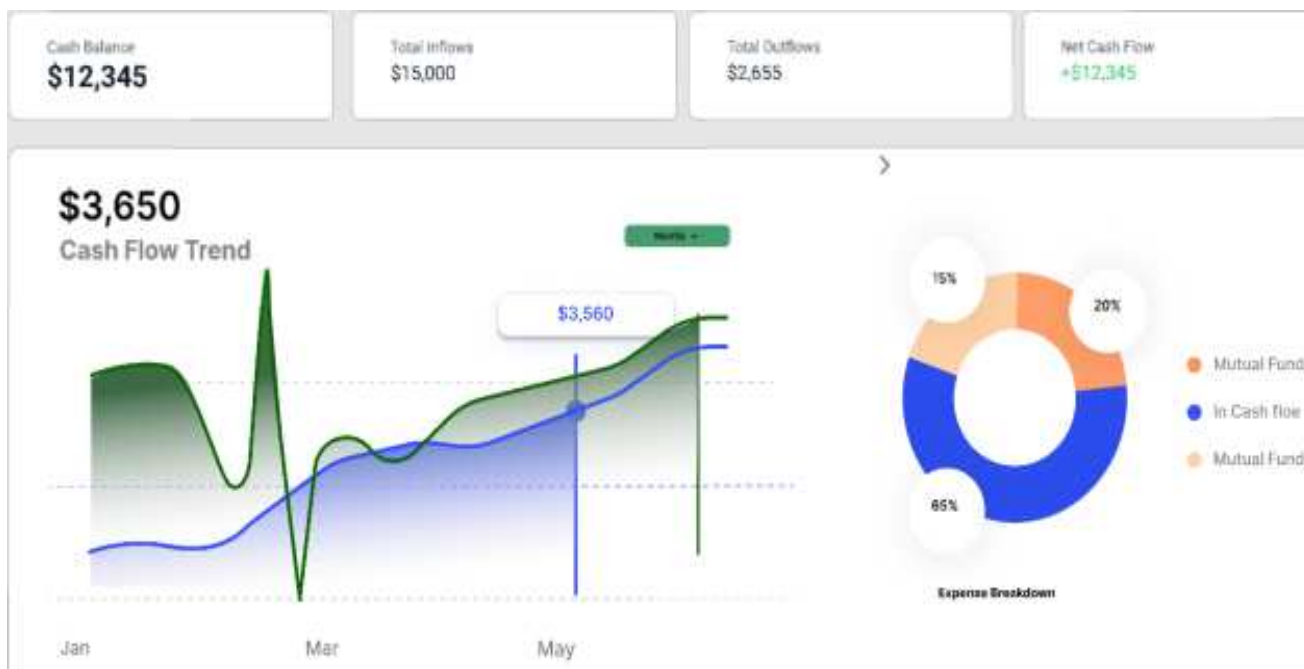 Cash Balance
$12,345
Total Inflows
$15,000
Total Outflows
$2,655
Net Cash Flow
+$12,345
$3,650
Cash Flow Trend
$3,560
Jan
Mar
May
15%
20%
65%
Mutual Fund
In Cash floe
Mutual Fund
Expense Breakdown